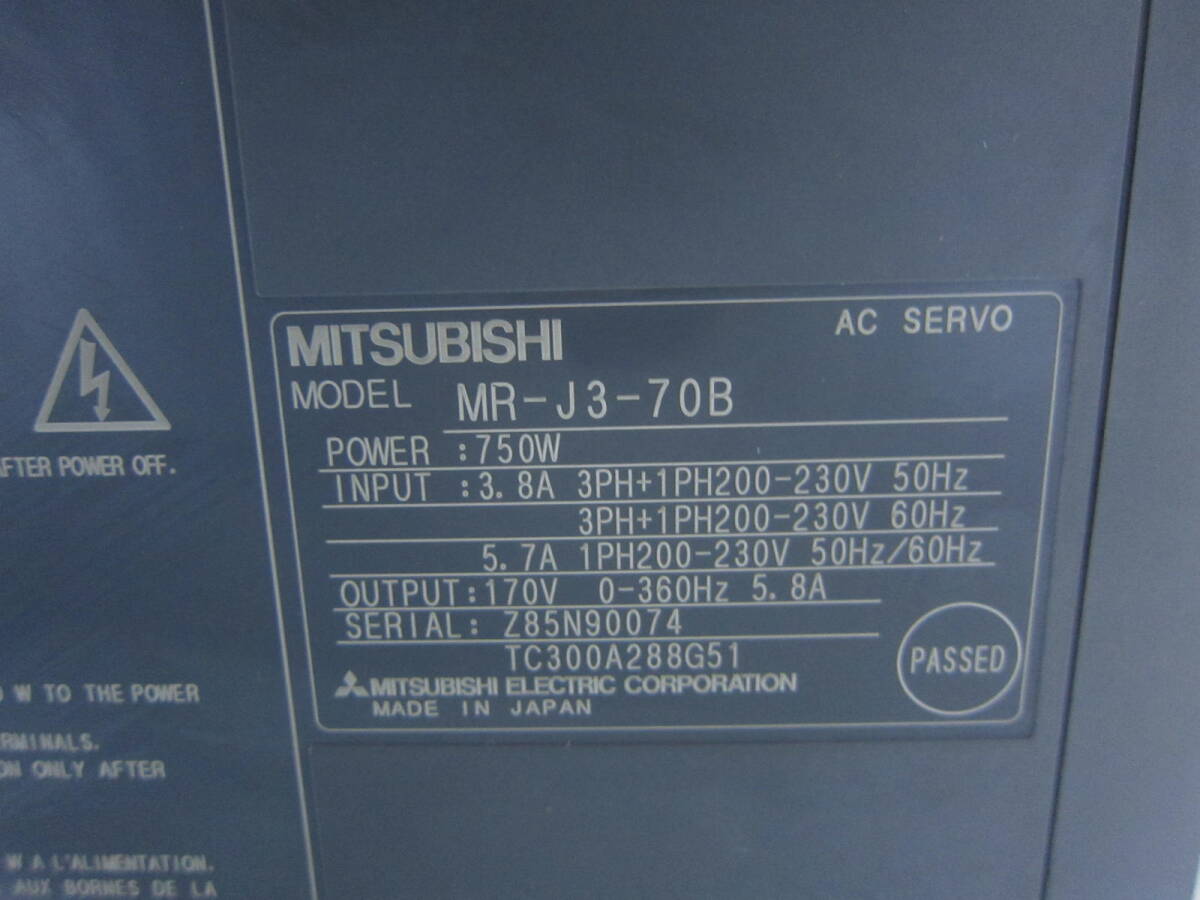 AFTER POWER OFF.
W TO THE POWER
TERMINALS.
ON ONLY AFTER
W A L'ALIMENTATION.
AUX BORNES DE LA
MITSUBISHI AC SERVO
MODEL MR-J3-70B
POWER :750W
INPUT :3.8A 3PH+1PH200-230V 50Hz
3PH+1PH200-230V 60Hz
5.7A 1PH200-230V 50Hz/60Hz
OUTPUT:170V 0-360Hz 5.8A
SERIAL: Z85N90074
TC300A288G51
PASSED
MITSUBISHI ELECTRIC CORPORATION
MADE IN JAPAN